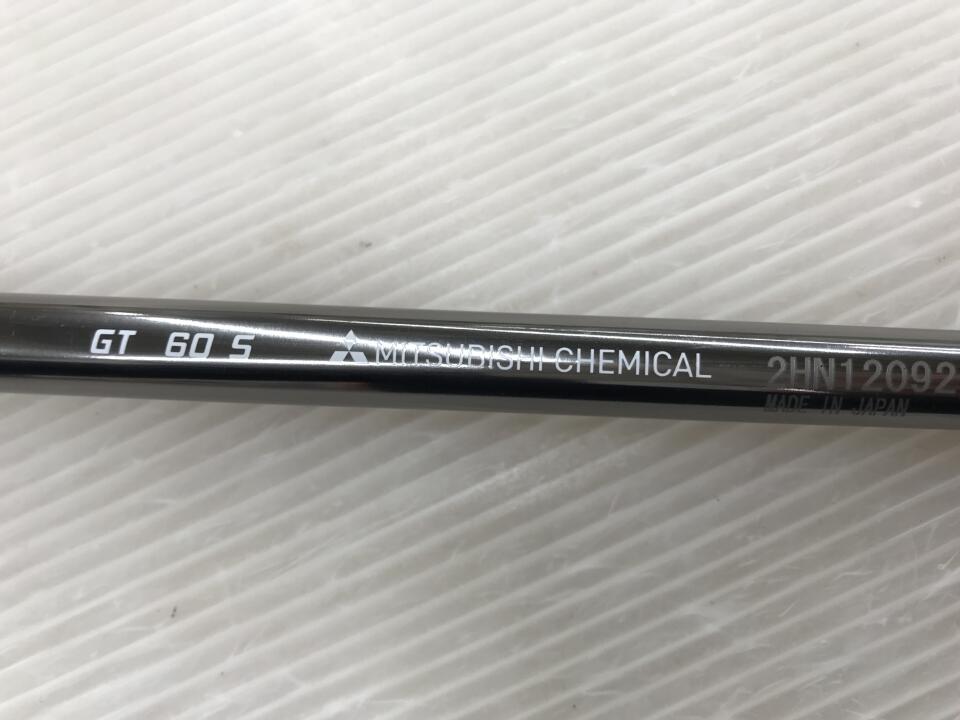 GT 60 S MITSUBISHI CHEMICAL 2HN12092
MADE IN JAPAN